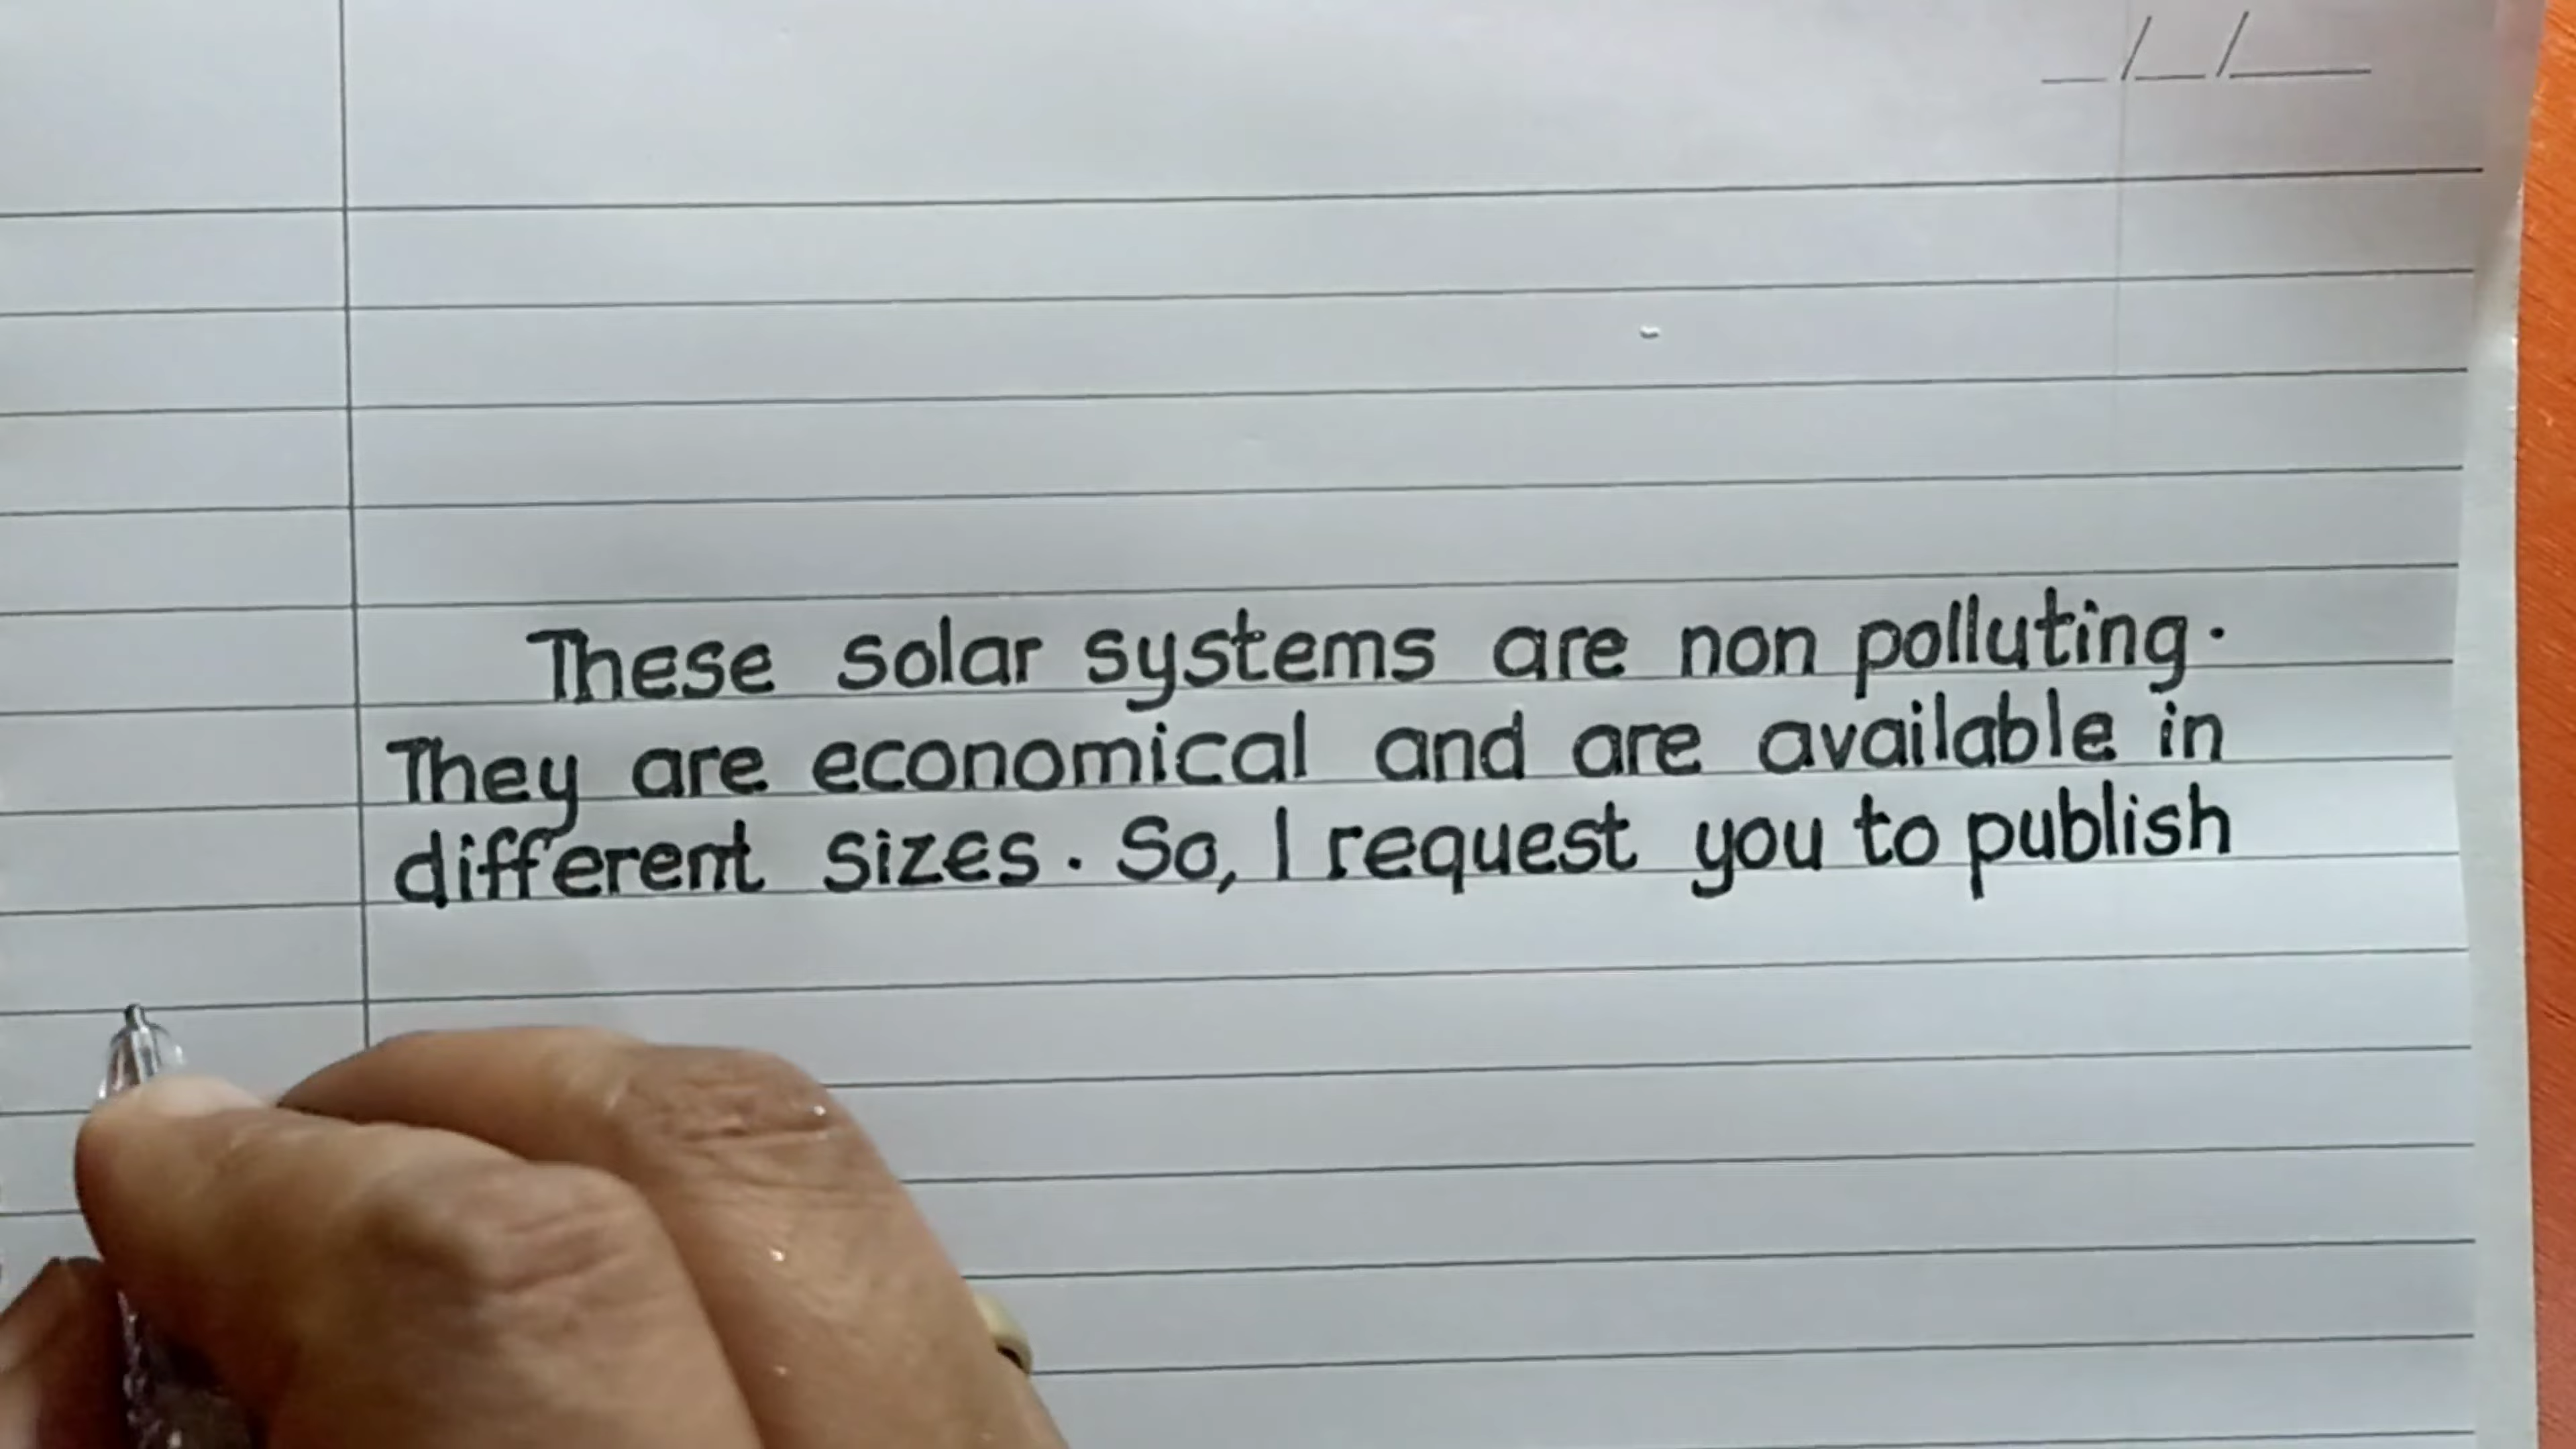 These solar systems are non polluting.
They are economical and are available in
different sizes. So, I request you to publish